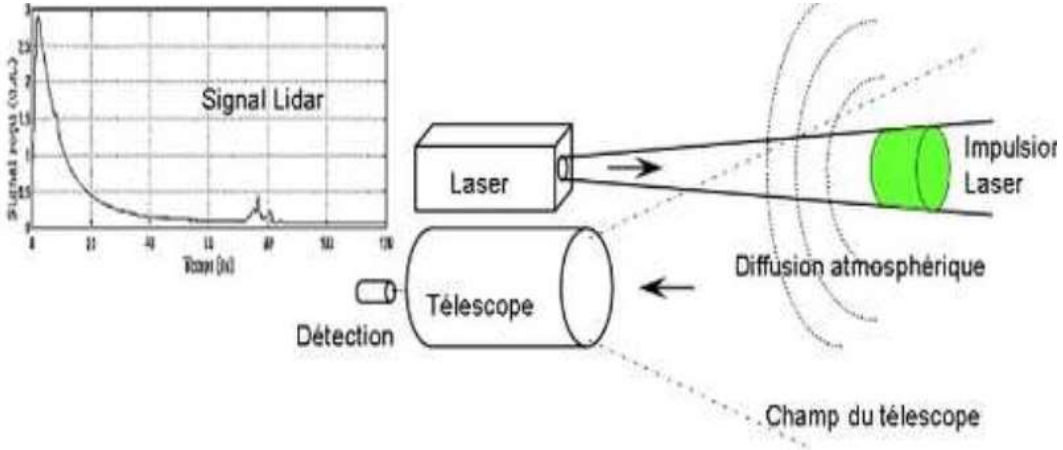 Signal Lidar
Laser
Impulsion
Laser
Diffusion atmosphérique
Télescope
Détection
Champ du télescope